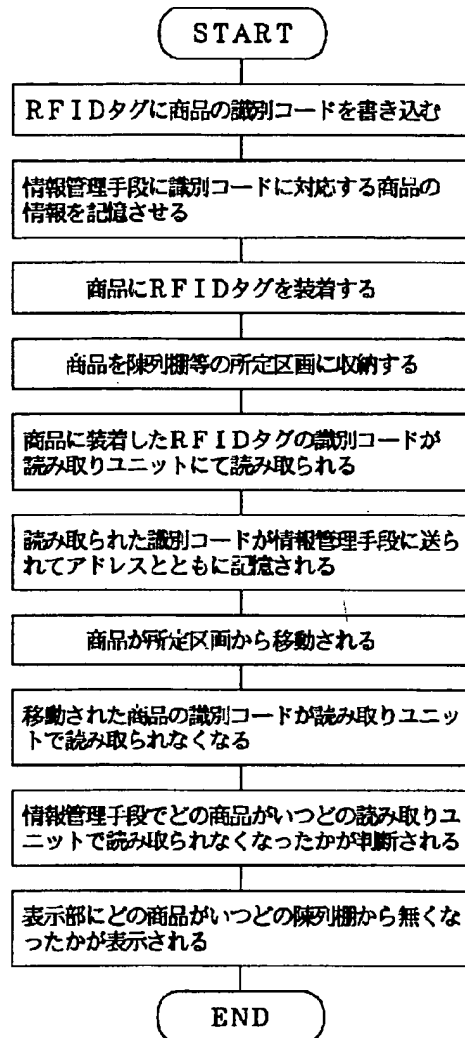 START
RFIDタグに商品の識別コードを書き込む
情報管理手段に識別コードに対応する商品の
情報を記憶させる
商品にRFIDタグを装着する
商品を陳列棚等の所定区画に収納する
商品に装着したRFIDタグの識別コードが
読み取りユニットにて読み取られる
読み取られた識別コードが情報管理手段に送ら
れてアドレスとともに記憶される
商品が所定区画から移動される
移動された商品の識別コードが読み取りユニッ
トで読み取られなくなる
情報管理手段でどの商品がいつどの読み取りユ
ニットで読み取られなくなったかが判断される
表示部にどの商品がいつどの陳列棚から無くな
ったかが表示される
END